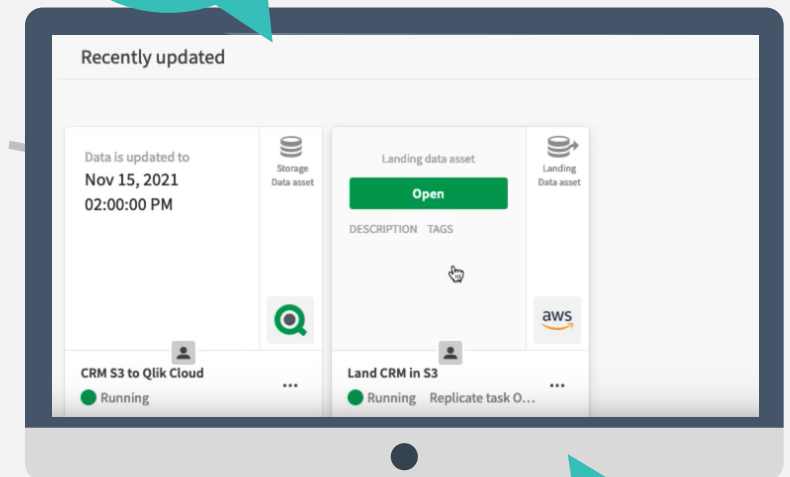 Recently updated
Data is updated to
Nov 15, 2021
02:00:00 PM
Storage
Data asset
CRM S3 to Qlik Cloud
Running
Landing data asset
Open
DESCRIPTION TAGS
Landing
Data asset
aws
Land CRM in S3
Running Replicate task O...